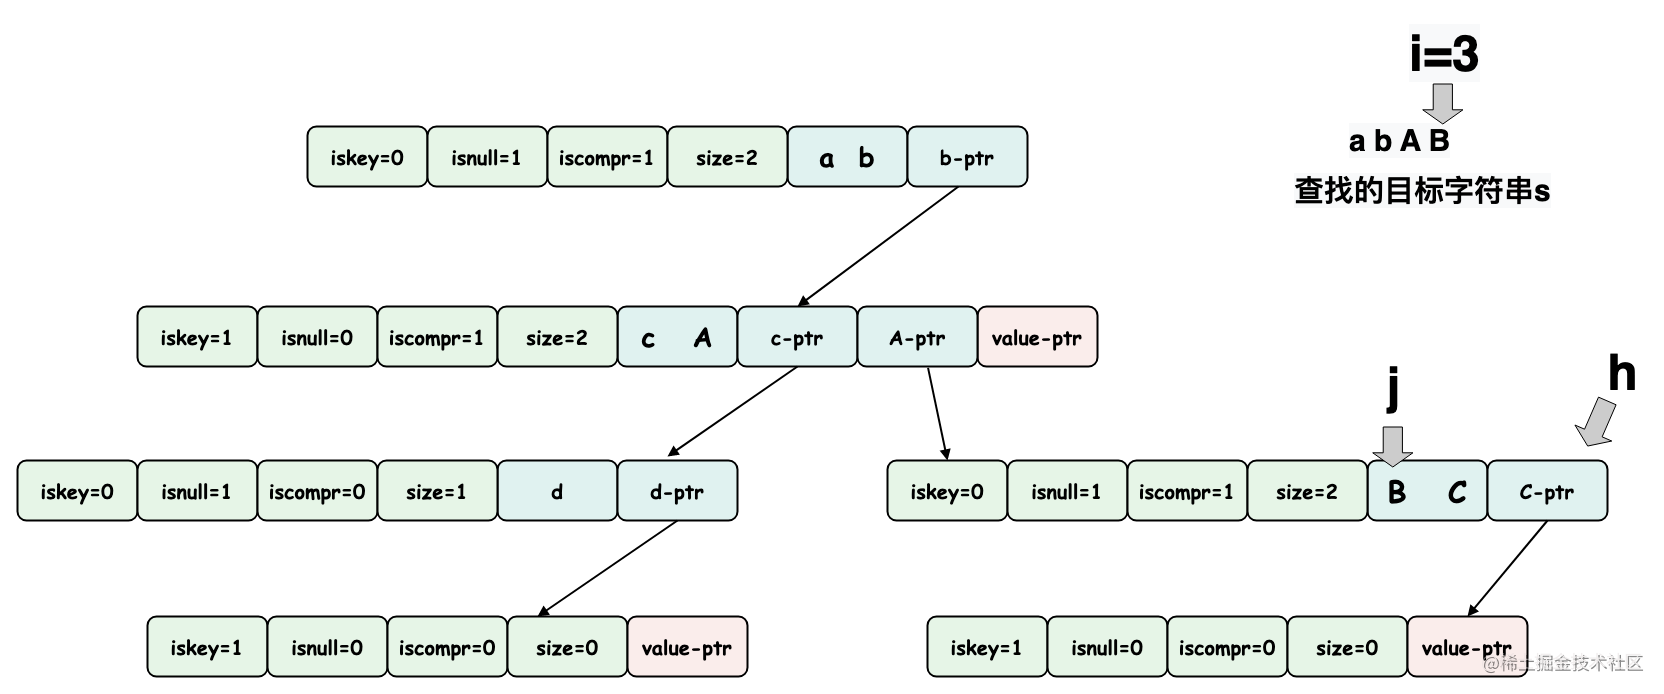 i=3
a b A B
查找的目标字符串s
iskey=0 isnull=1 iscompr=1 size=2 a b b-ptr
iskey=1 isnull=0 iscompr=1 size=2 c A c-ptr A-ptr value-ptr
j
h
iskey=0 isnull=1 iscompr=0 size=1 d d-ptr
iskey=0 isnull=1 iscompr=1 size=2 B C C-ptr
iskey=1 isnull=0 iscompr=0 size=0 value-ptr
iskey=1 isnull=0 iscompr=0 size=0 value-ptr
@稀土掘金技术社区